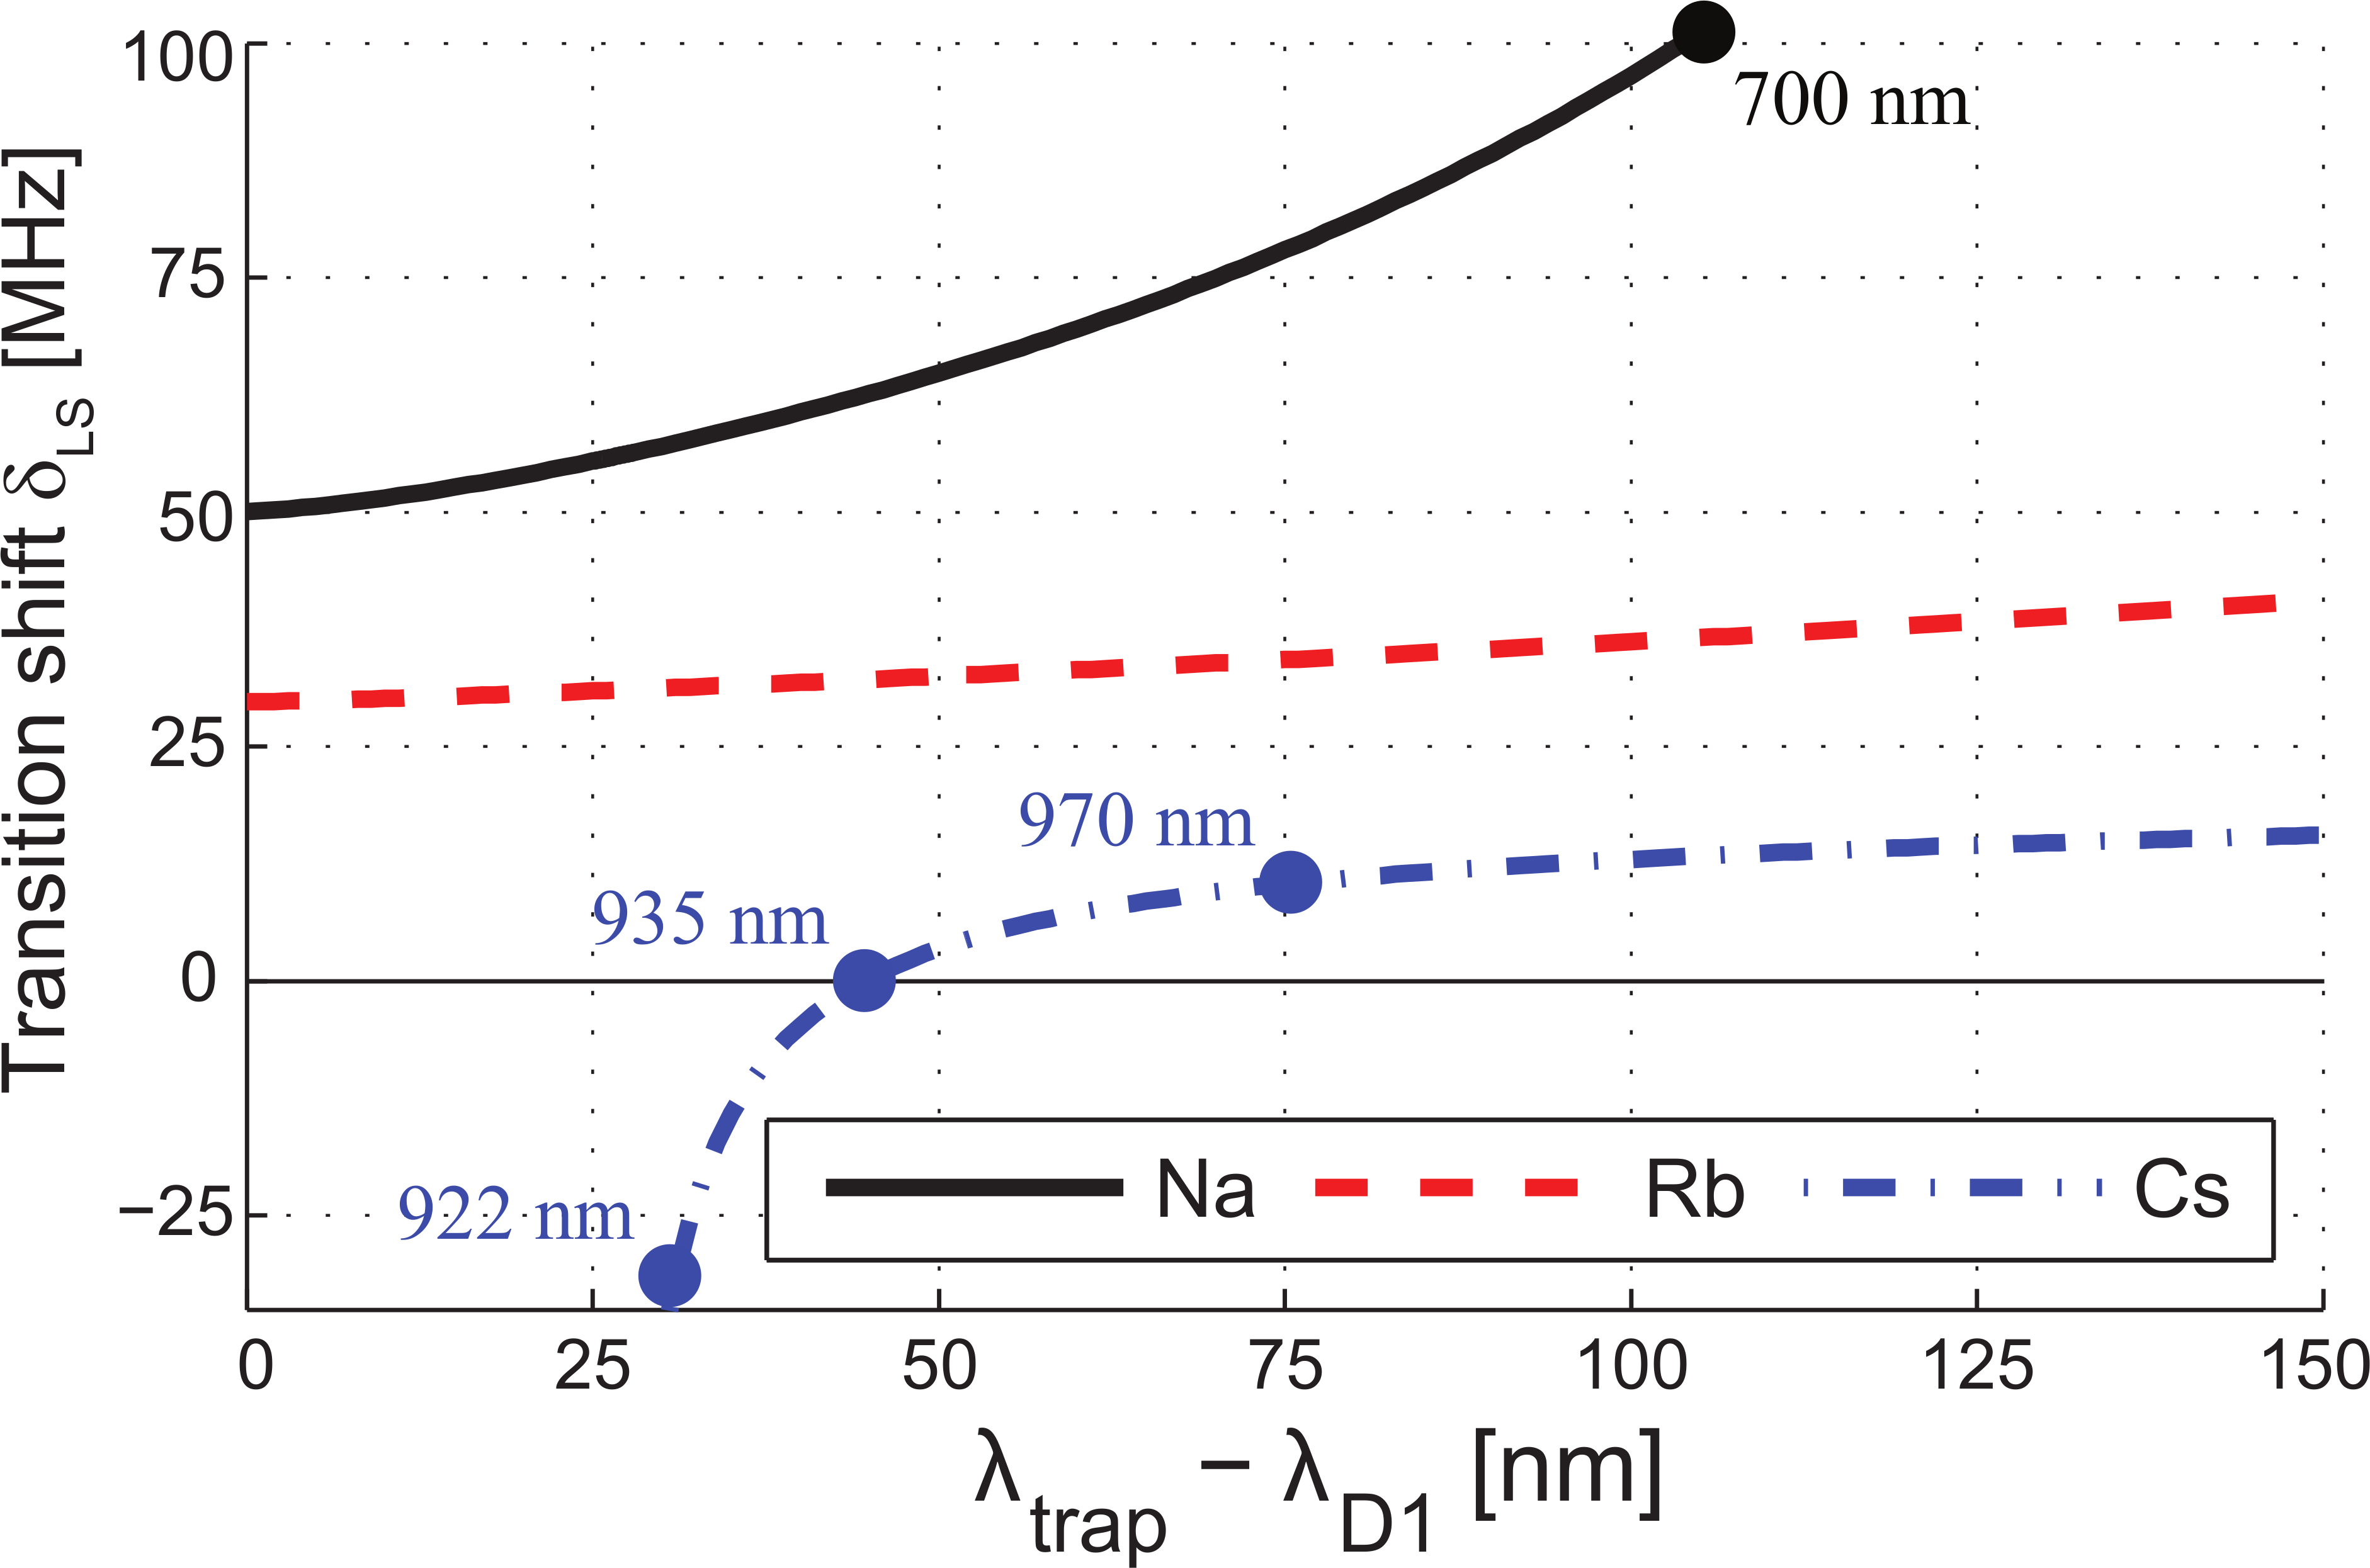 100
75
50
25
0
−25
Transition shift δLS [MHz]
700 nm
970 nm
935 nm
922 nm
Na Rb Cs
0 25 50 75 100 125 150
λtrap − λD1 [nm]